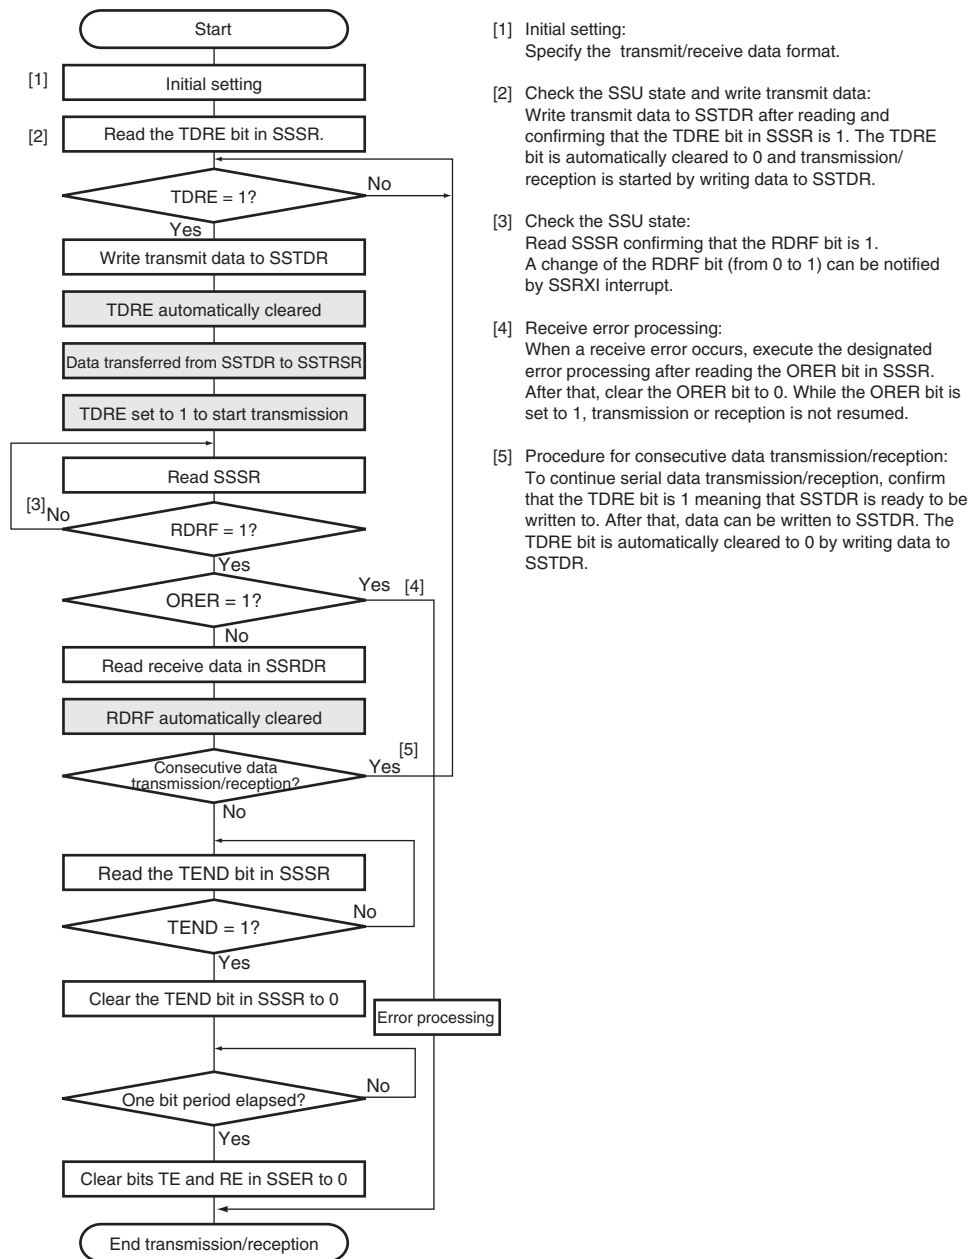 Start
[1] Initial setting
[2] Read the TDRE bit in SSSR.
TDRE = 1?
No
Yes
Write transmit data to SSTDR
TDRE automatically cleared
Data transferred from SSTDR to SSTRSR
TDRE set to 1 to start transmission
Read SSSR
[3]
No
RDRF = 1?
Yes
ORER = 1?
Yes [4]
No
Read receive data in SSRDR
RDRF automatically cleared
[5]
Consecutive data
transmission/reception?
Yes
No
Read the TEND bit in SSSR
TEND = 1?
No
Yes
Clear the TEND bit in SSSR to 0
Error processing
One bit period elapsed?
No
Yes
Clear bits TE and RE in SSER to 0
End transmission/reception
[1] Initial setting:
Specify the transmit/receive data format.
[2] Check the SSU state and write transmit data:
Write transmit data to SSTDR after reading and
confirming that the TDRE bit in SSSR is 1. The TDRE
bit is automatically cleared to 0 and transmission/
reception is started by writing data to SSTDR.
[3] Check the SSU state:
Read SSSR confirming that the RDRF bit is 1.
A change of the RDRF bit (from 0 to 1) can be notified
by SSRXI interrupt.
[4] Receive error processing:
When a receive error occurs, execute the designated
error processing after reading the ORER bit in SSSR.
After that, clear the ORER bit to 0. While the ORER bit is
set to 1, transmission or reception is not resumed.
[5] Procedure for consecutive data transmission/reception:
To continue serial data transmission/reception, confirm
that the TDRE bit is 1 meaning that SSTDR is ready to be
written to. After that, data can be written to SSTDR. The
TDRE bit is automatically cleared to 0 by writing data to
SSTDR.